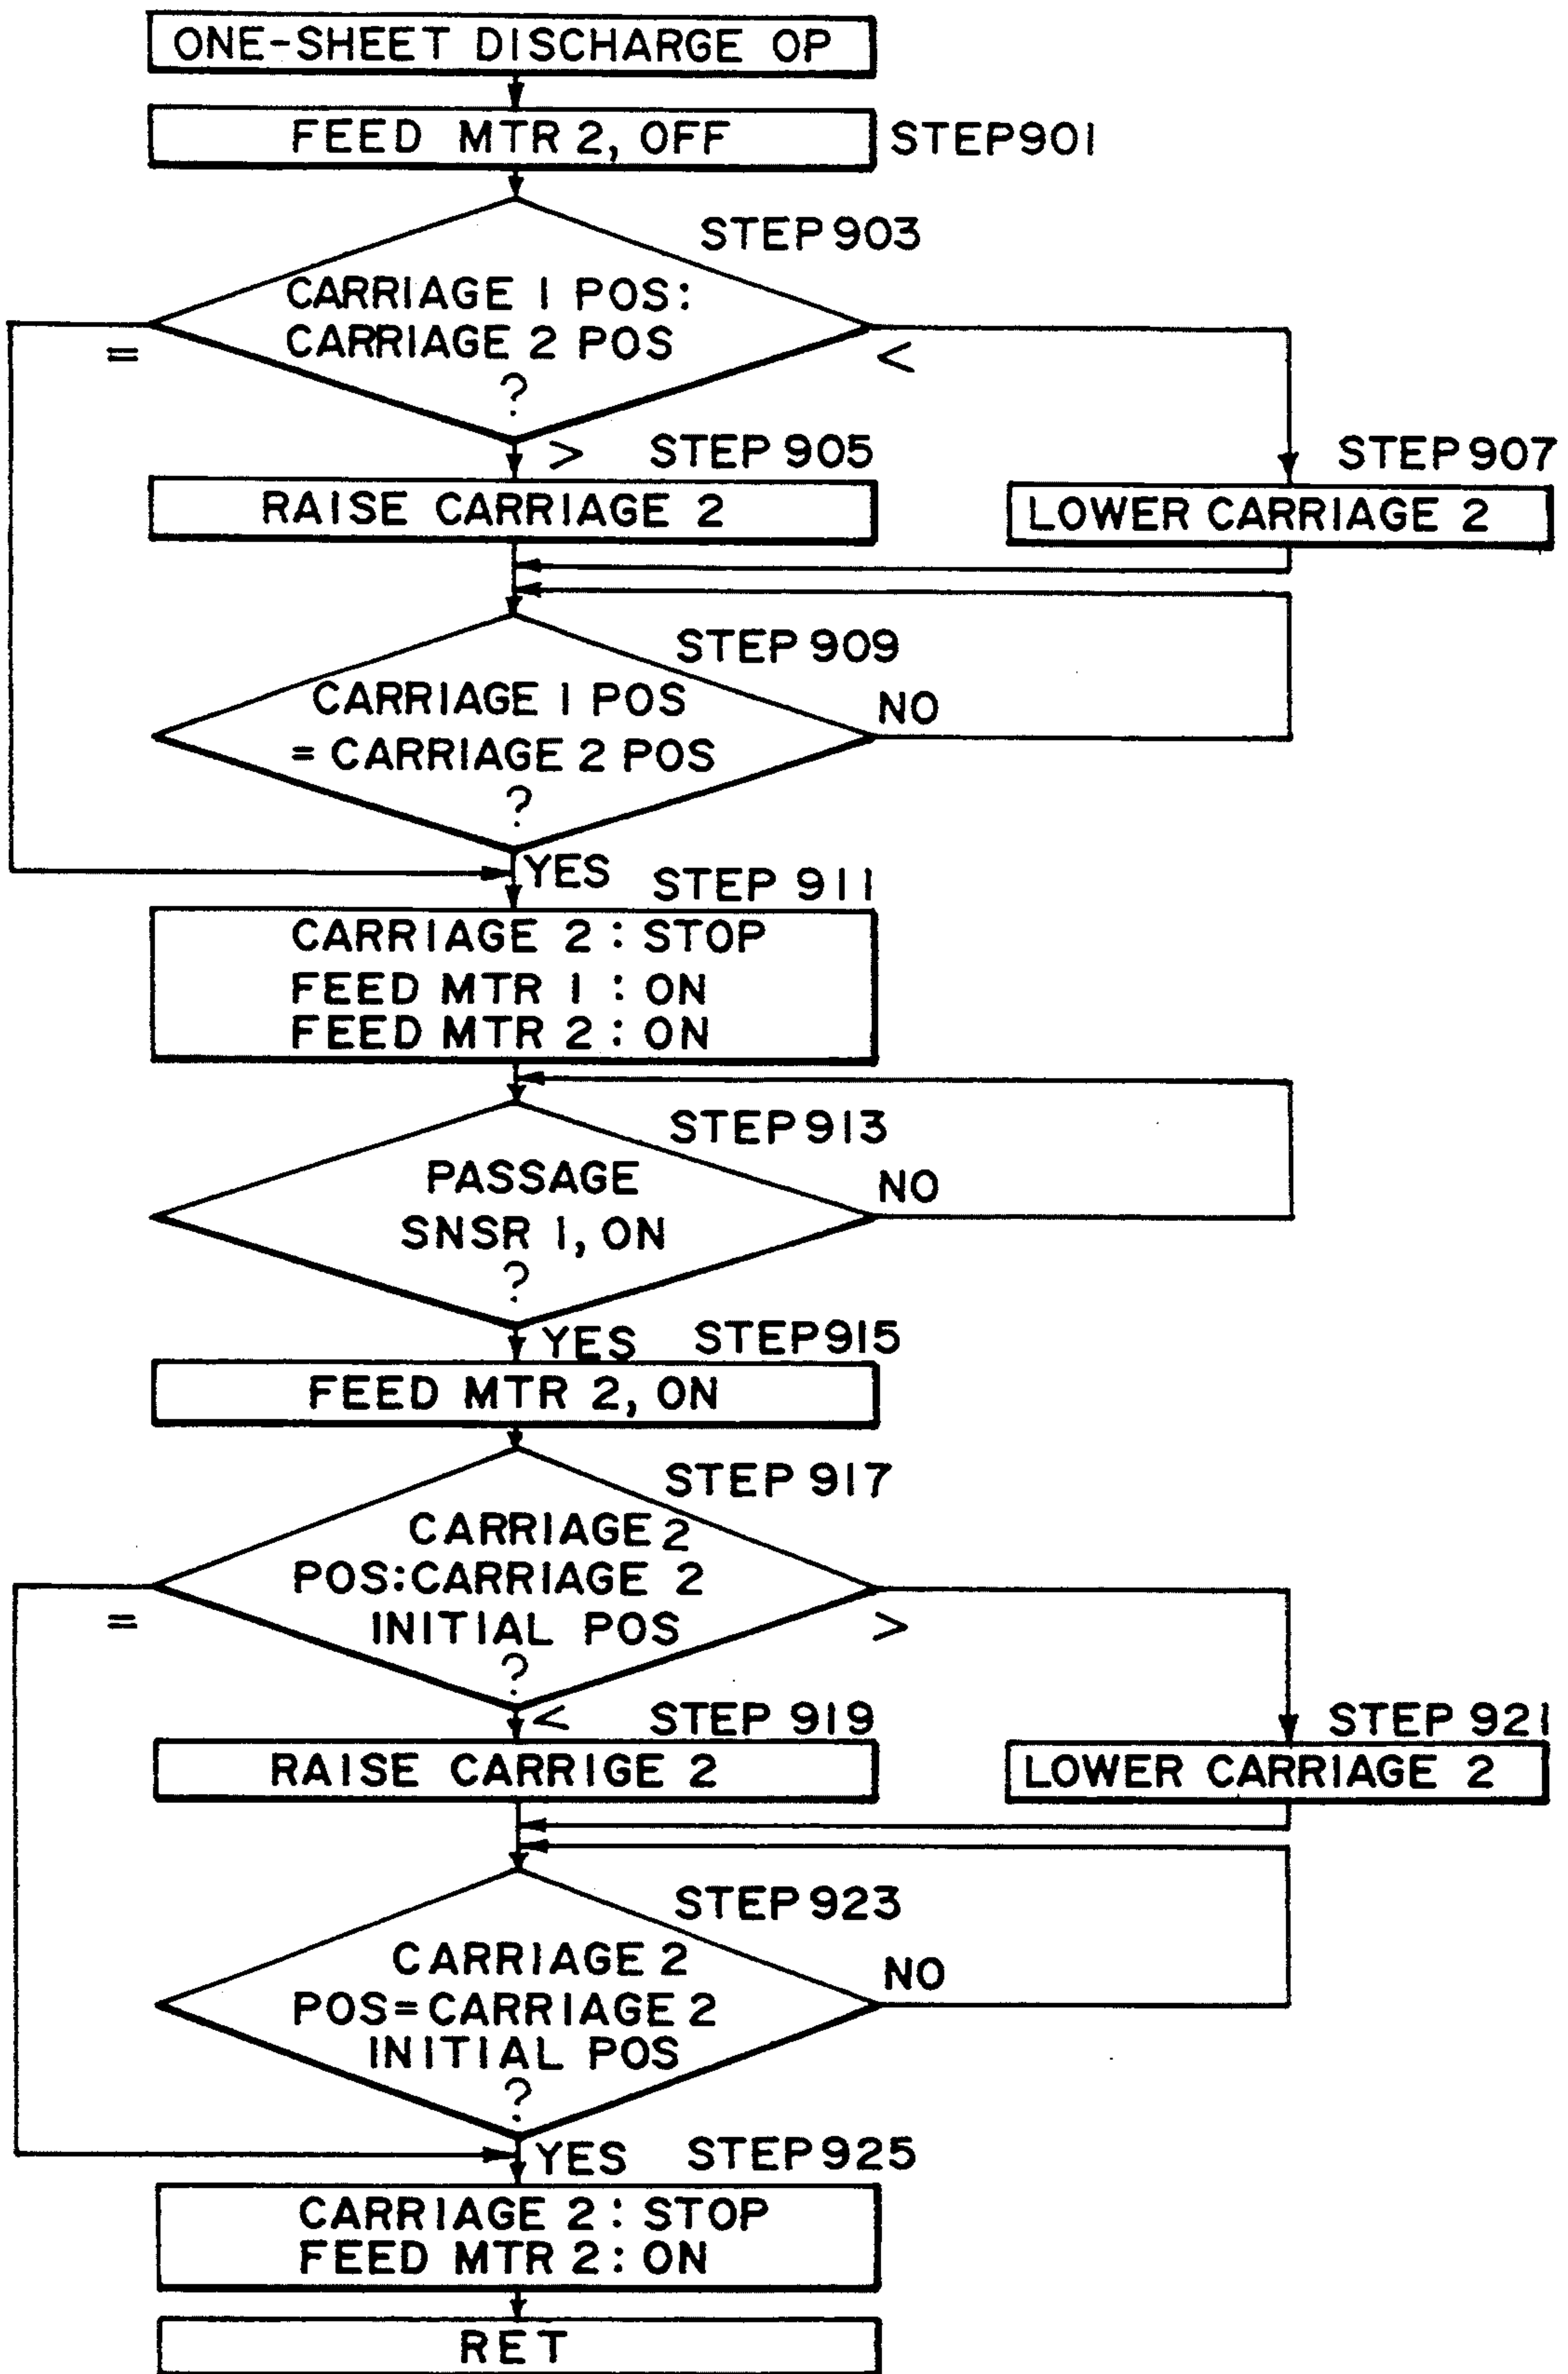 ONE-SHEET DISCHARGE OP
FEED MTR 2, OFF
STEP901
STEP 903
CARRIAGE 1 POS:
CARRIAGE 2 POS
?
=
<
>
STEP 905
STEP 907
RAISE CARRIAGE 2
LOWER CARRIAGE 2
STEP 909
CARRIAGE 1 POS
= CARRIAGE 2 POS
?
NO
YES
STEP 911
CARRIAGE 2 : STOP
FEED MTR 1 : ON
FEED MTR 2 : ON
STEP 913
PASSAGE
SNSR 1, ON
?
NO
YES
STEP915
FEED MTR 2, ON
STEP 917
CARRIAGE 2
POS:CARRIAGE 2
INITIAL POS
?
=
>
<
STEP 919
STEP 921
RAISE CARRIGE 2
LOWER CARRIAGE 2
STEP 923
CARRIAGE 2
POS=CARRIAGE 2
INITIAL POS
?
NO
YES
STEP925
CARRIAGE 2 : STOP
FEED MTR 2 : ON
RET